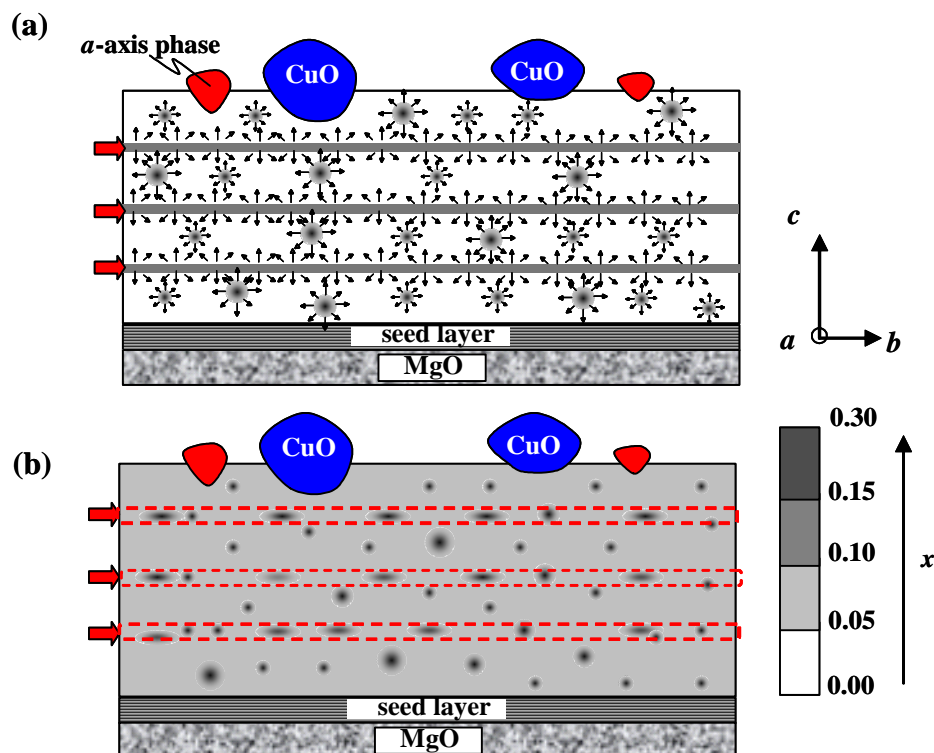 (a)
a-axis phase
CuO
CuO
seed layer
MgO
c
a
b
(b)
CuO
CuO
seed layer
MgO
0.30
0.15
0.10
0.05
0.00
x